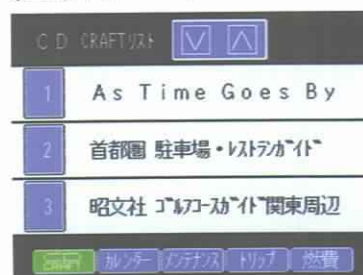 CD CRAFTリスト
1 As Time Goes By
2 首都圏 駐車場・ﾚｽﾄﾗﾝｶﾞｲﾄﾞ
3 昭文社 ｺﾞﾙﾌｺｰｽｶﾞｲﾄﾞ関東周辺
カレンダー メンテナンス トリップ 燃費